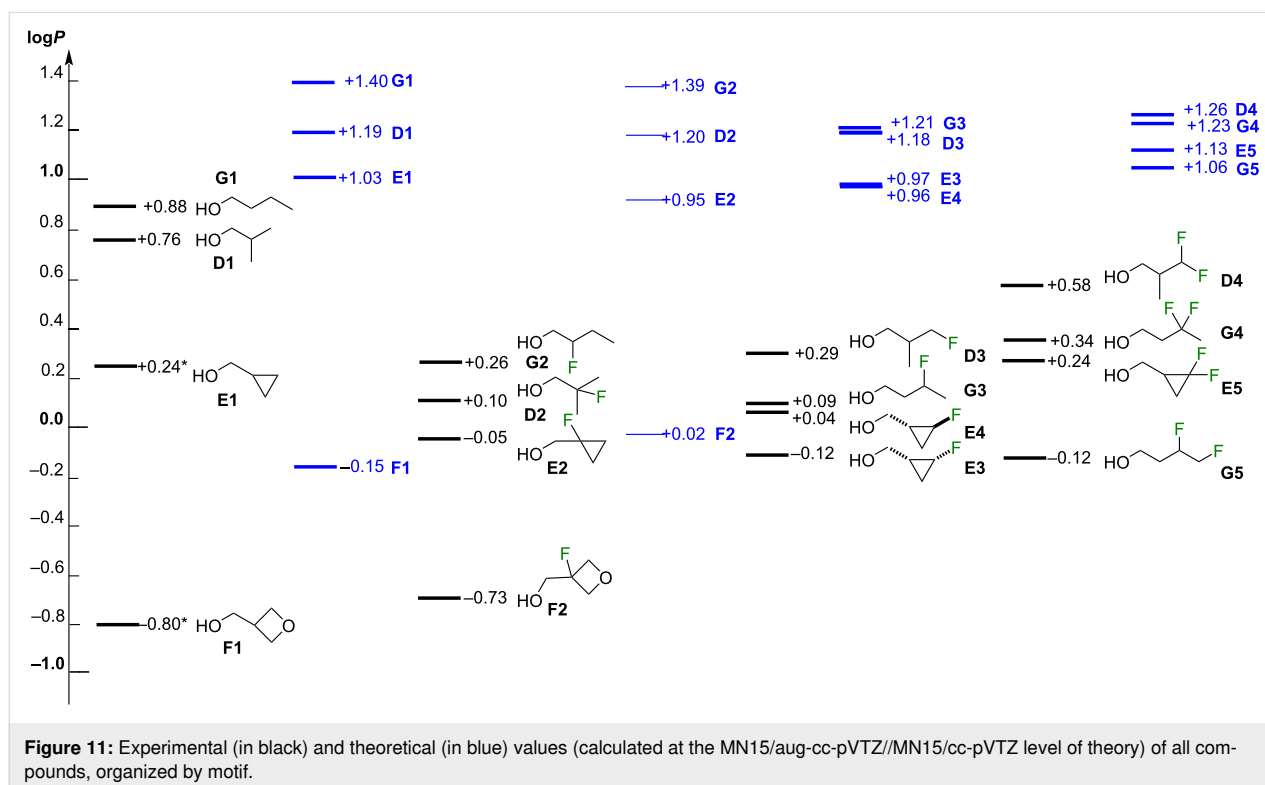 logP
1.4
1.2
1.0
0.8
0.6
0.4
0.2
0.0
–0.2
–0.4
–0.6
–0.8
–1.0
G1
+0.88 HO
+0.76 HO
D1
+0.24* HO
E1
–0.80* HO O
F1
+1.40 G1
+1.19 D1
+1.03 E1
–0.15 F1
+0.26 HO
G2
F
+0.10 HO
F
D2
–0.05 F
HO
E2
–0.73 F
O
HO
F2
+1.39 G2
+1.20 D2
+0.95 E2
+0.02 F2
+1.21 G3
+1.18 D3
+0.97 E3
+0.96 E4
+0.29 HO F
D3
+0.09 F
HO
G3
+0.04 HO F
E4
–0.12 HO F
E3
+1.26 D4
+1.23 G4
+1.13 E5
+1.06 G5
+0.58 F
HO F D4
+0.34 F F
HO G4
+0.24 F
HO F
E5
–0.12 F
HO F
G5
Figure 11: Experimental (in black) and theoretical (in blue) values (calculated at the MN15/aug-cc-pVTZ//MN15/cc-pVTZ level of theory) of all com-
pounds, organized by motif.